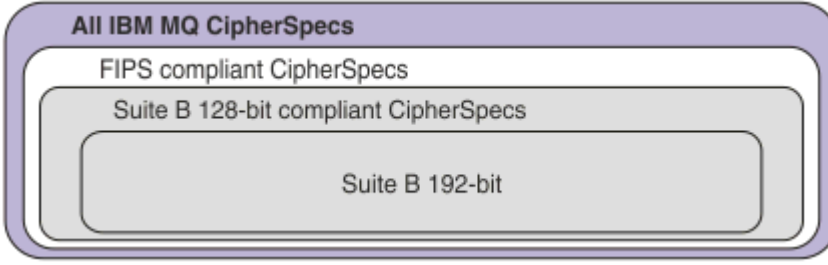 All IBM MQ CipherSpecs
FIPS compliant CipherSpecs
Suite B 128-bit compliant CipherSpecs
Suite B 192-bit